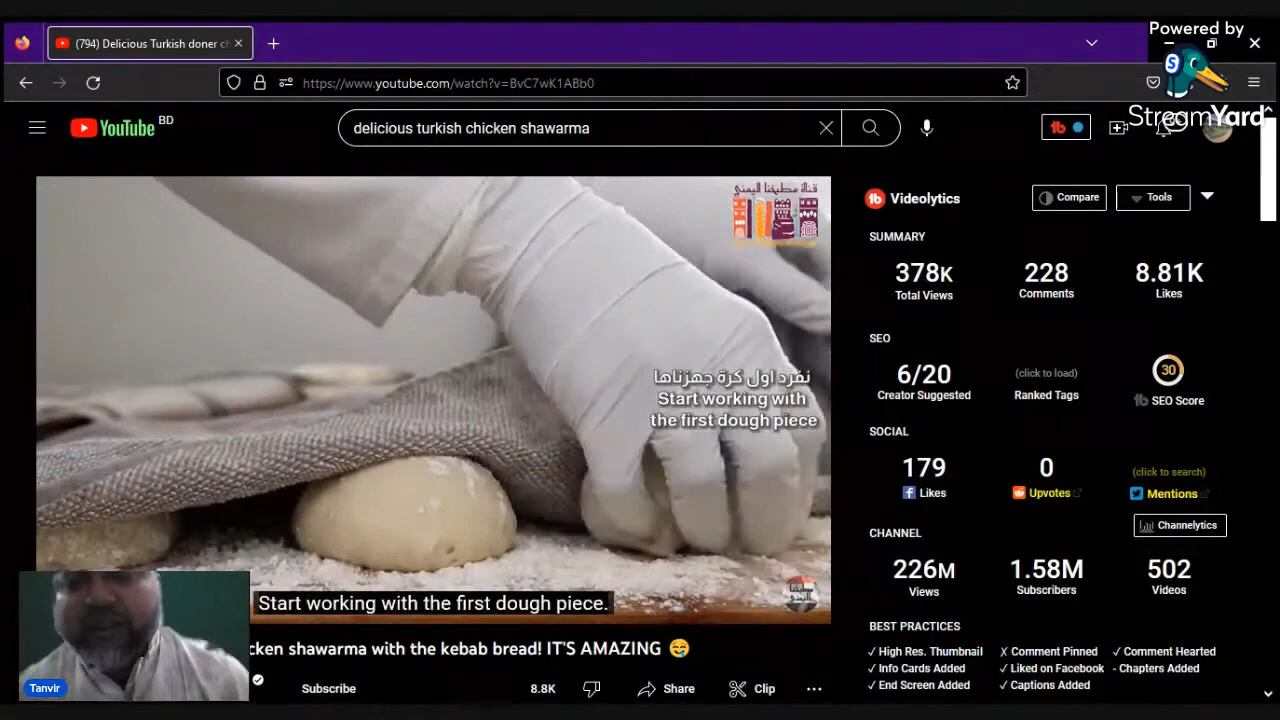 Powered by
StreamYard
(794) Delicious Turkish doner ch
https://www.youtube.com/watch?v=BvC7wK1ABb0
YouTube BD
delicious turkish chicken shawarma
قناة مطبخنا اليمني
نفرد اول كرة جهزناها
Start working with
the first dough piece
Start working with the first dough piece.
cken shawarma with the kebab bread! IT'S AMAZING
Tanvir
Subscribe
8.8K
Share
Clip
Videolytics
Compare
Tools
SUMMARY
378K
Total Views
228
Comments
8.81K
Likes
SEO
6/20
Creator Suggested
(click to load)
Ranked Tags
30
tb SEO Score
SOCIAL
179
Likes
0
Upvotes
(click to search)
Mentions
CHANNEL
Channelytics
226M
Views
1.58M
Subscribers
502
Videos
BEST PRACTICES
✓ High Res. Thumbnail
✗ Comment Pinned
✓ Comment Hearted
✓ Info Cards Added
✓ Liked on Facebook
- Chapters Added
✓ End Screen Added
✓ Captions Added